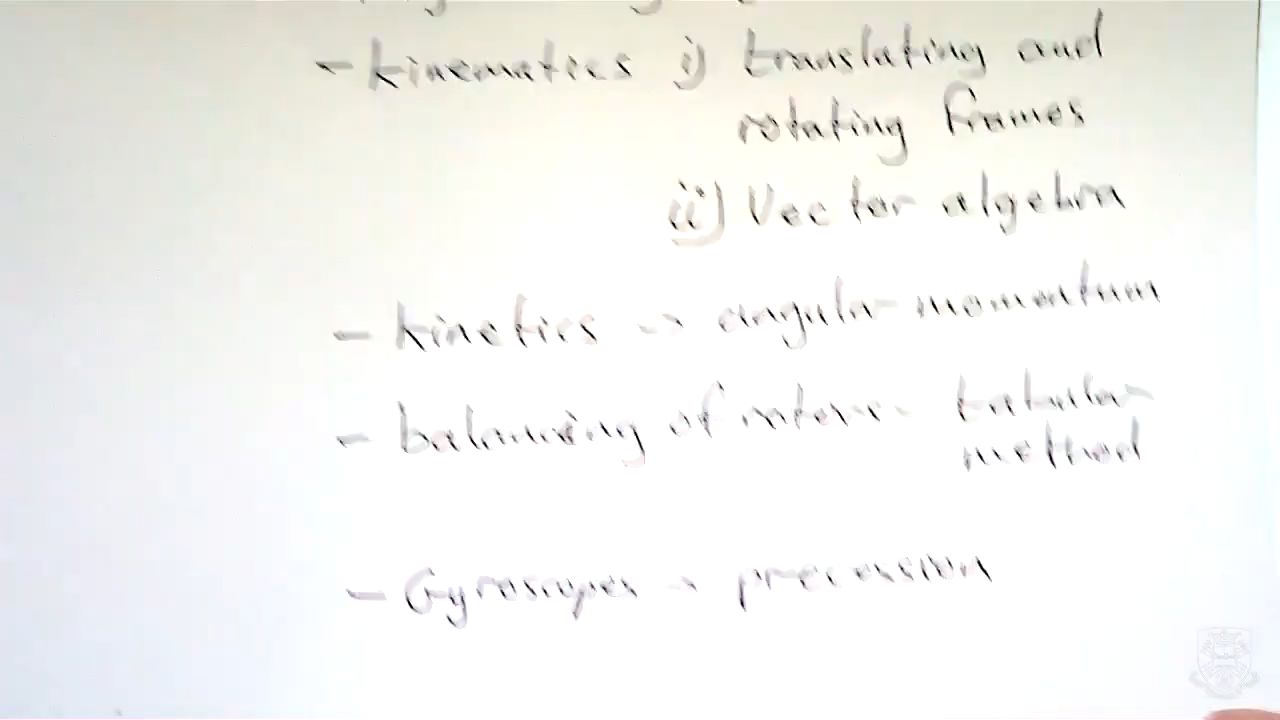 - kinematics i) translating and
rotating frames
ii) Vector algebra
- kinetics -> angular momentum
- balancing of rotors - tabular
method
- Gyroscopes -> precession